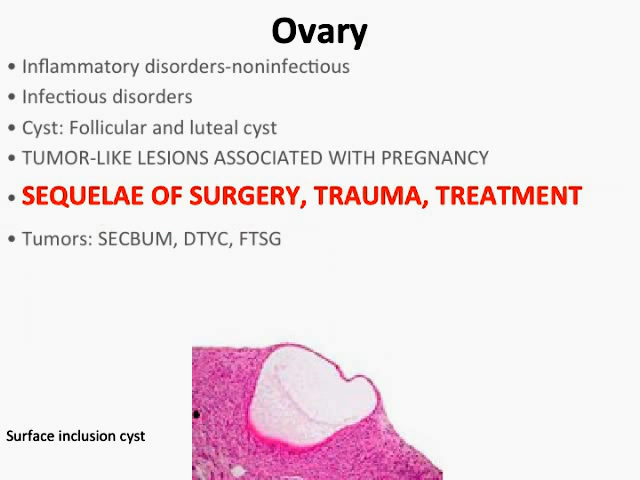 Ovary
• Inflammatory disorders-noninfectious
• Infectious disorders
• Cyst: Follicular and luteal cyst
• TUMOR-LIKE LESIONS ASSOCIATED WITH PREGNANCY
• SEQUELAE OF SURGERY, TRAUMA, TREATMENT
• Tumors: SECBUM, DTYC, FTSG
Surface inclusion cyst